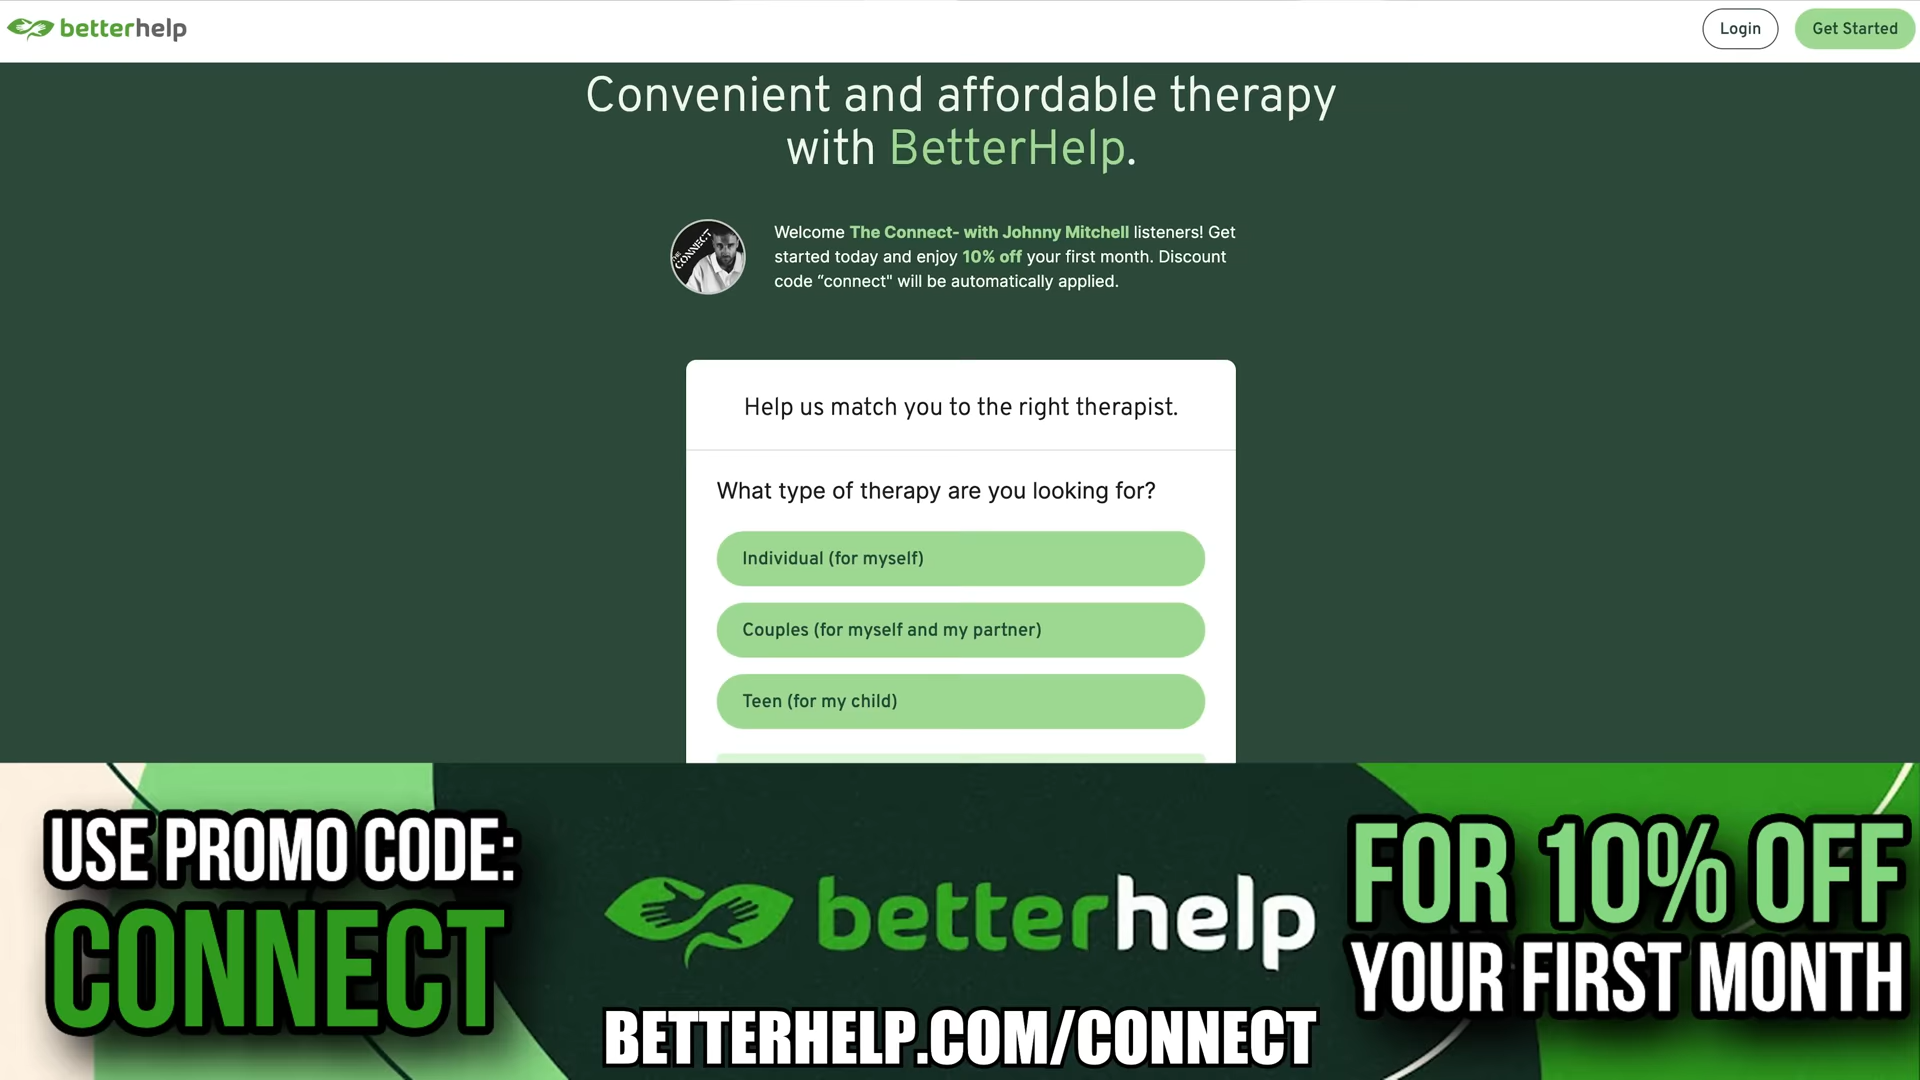 betterhelp
Login
Get Started
Convenient and affordable therapy
with BetterHelp.
THE CONNECT
Welcome The Connect- with Johnny Mitchell listeners! Get
started today and enjoy 10% off your first month. Discount
code “connect" will be automatically applied.
Help us match you to the right therapist.
What type of therapy are you looking for?
Individual (for myself)
Couples (for myself and my partner)
Teen (for my child)
USE PROMO CODE:
CONNECT
betterhelp
BETTERHELP.COM/CONNECT
FOR 10% OFF
YOUR FIRST MONTH